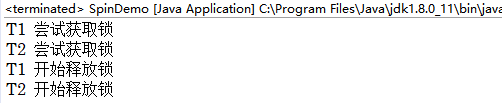 <terminated> SpinDemo [Java Application] C:\Program Files\Java\jdk1.8.0_11\bin\java
T1 尝试获取锁
T2 尝试获取锁
T1 开始释放锁
T2 开始释放锁